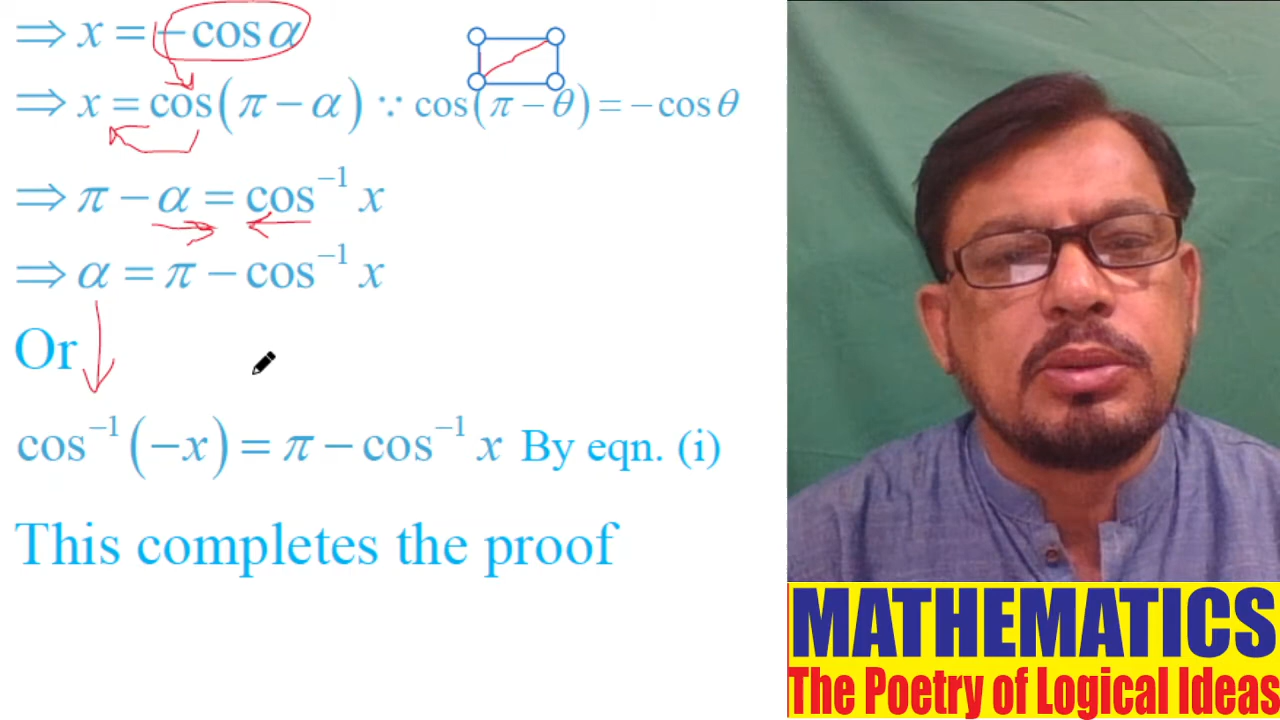 ⇒ x = −cos α
⇒ x = cos(π − α) ∵ cos(π − θ) = −cos θ
⇒ π − α = cos⁻¹ x
⇒ α = π − cos⁻¹ x
Or
cos⁻¹(−x) = π − cos⁻¹ x By eqn. (i)
This completes the proof
MATHEMATICS
The Poetry of Logical Ideas